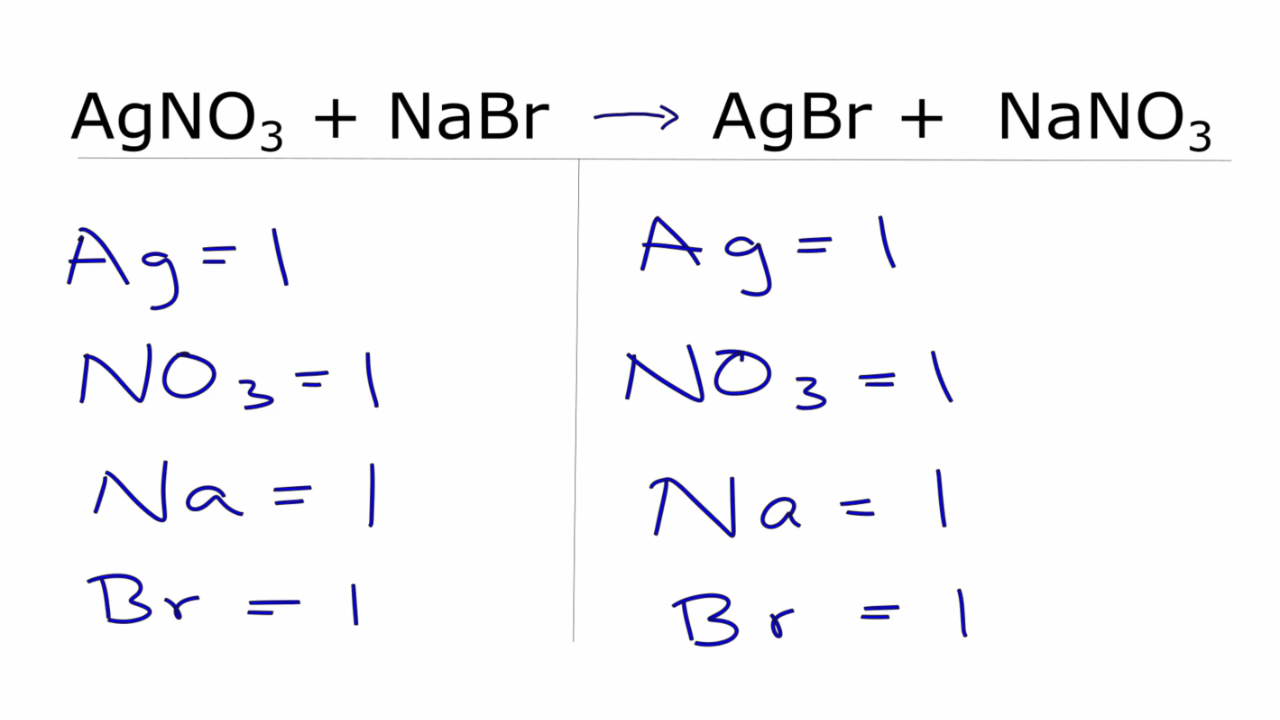 AgNO₃ + NaBr → AgBr + NaNO₃
Ag = 1
NO₃ = 1
Na = 1
Br = 1
Ag = 1
NO₃ = 1
Na = 1
Br = 1